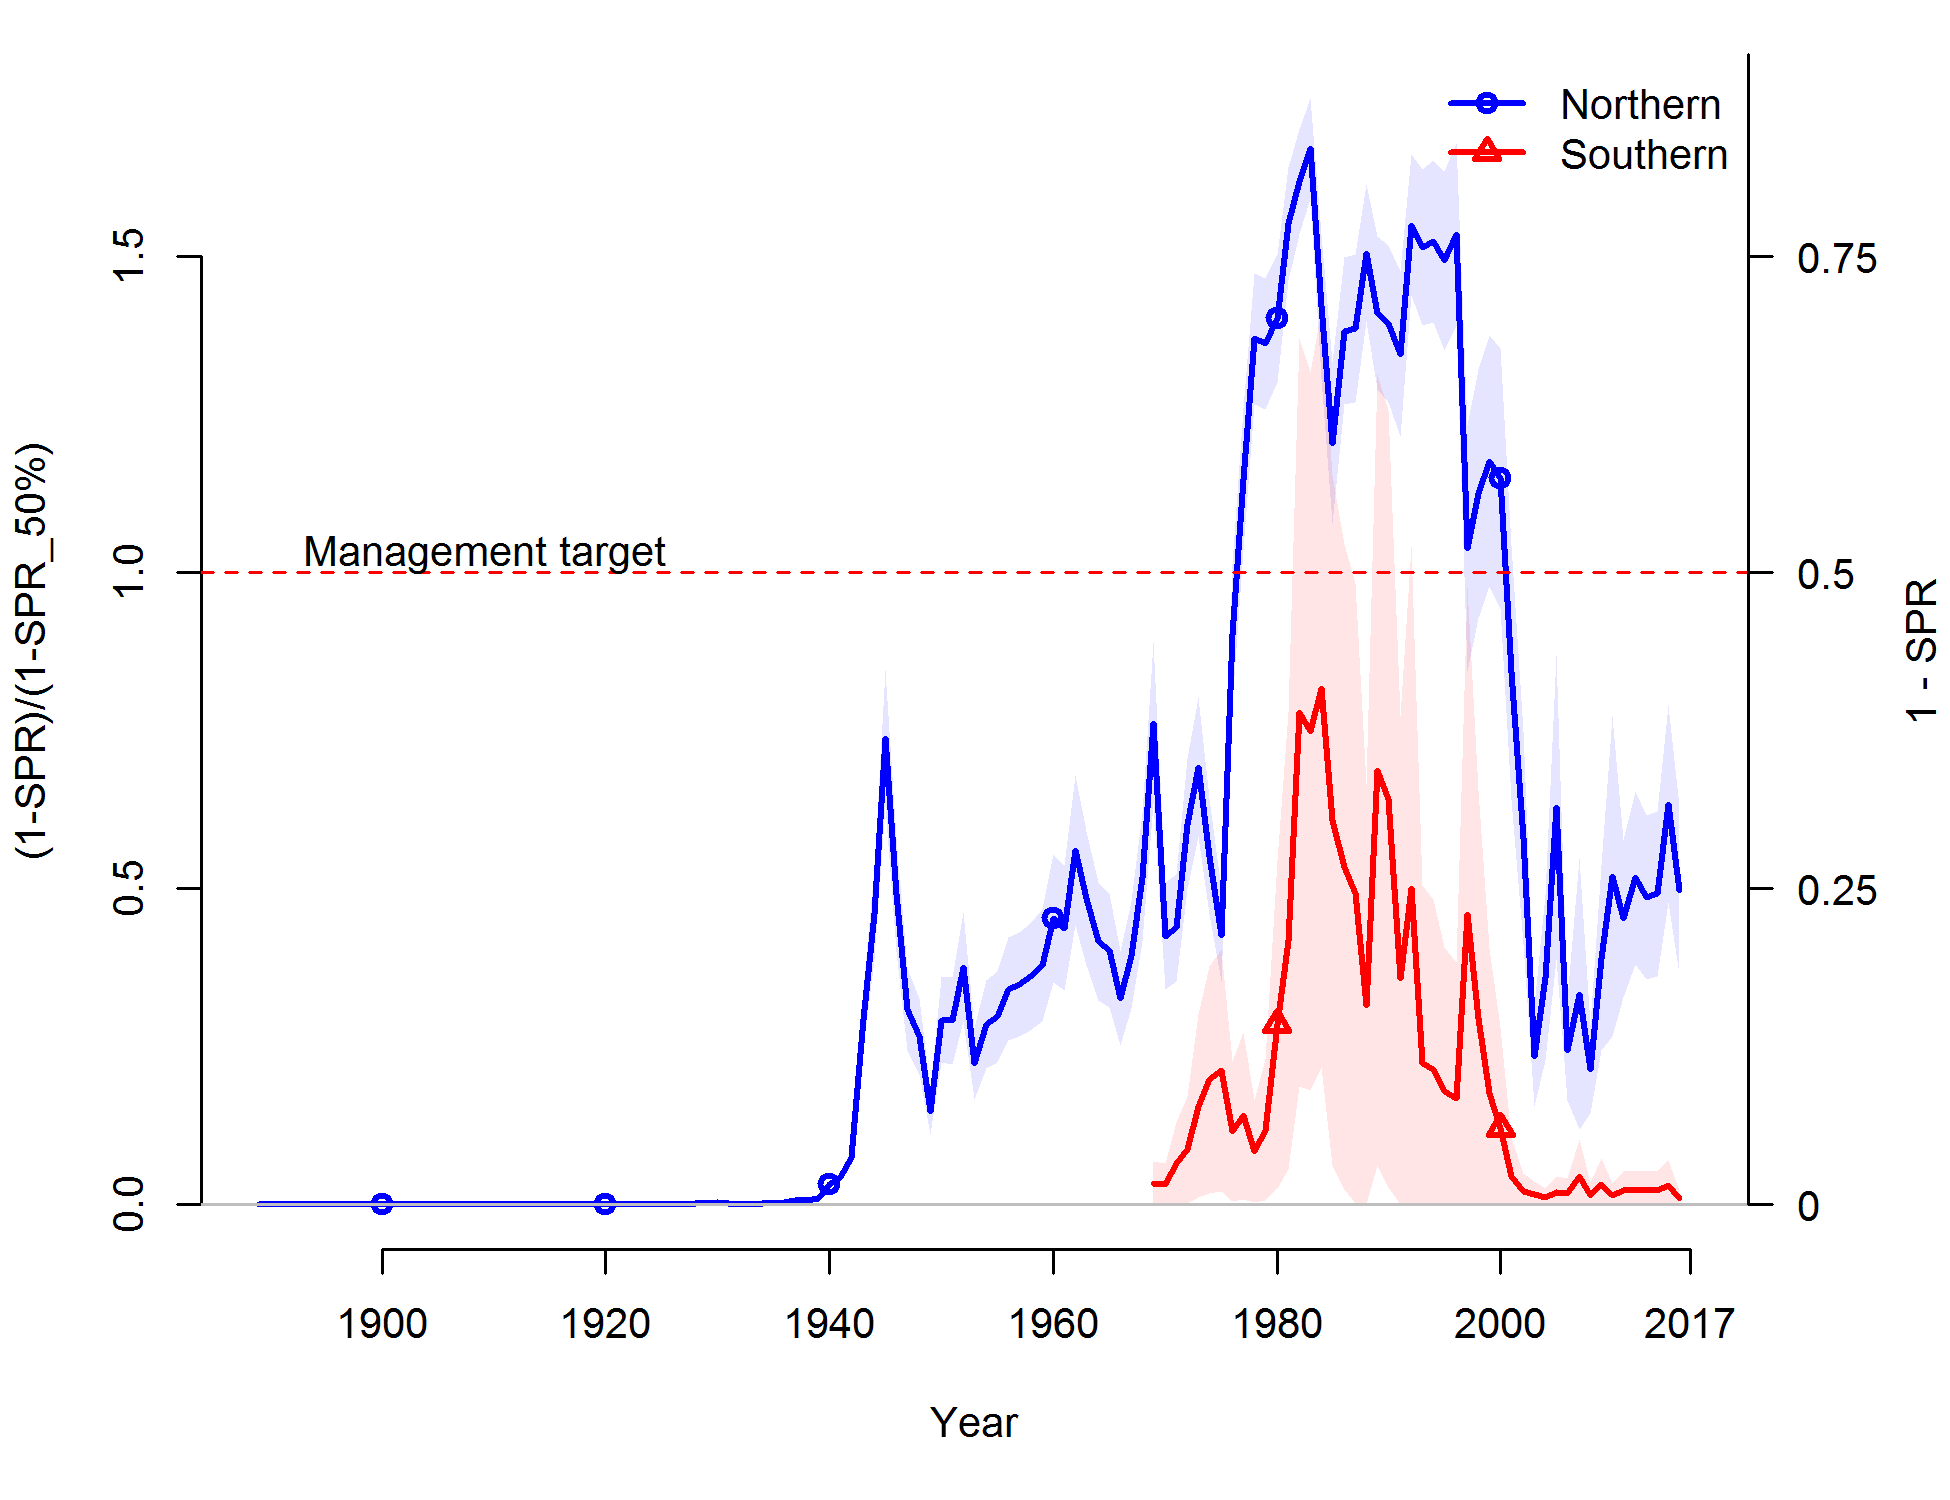 Northern
Southern
1.5
1.0
0.5
0.0
(1-SPR)/(1-SPR_50%)
Management target
0.75
0.5
0.25
0
1 - SPR
1900
1920
1940
1960
1980
2000
2017
Year